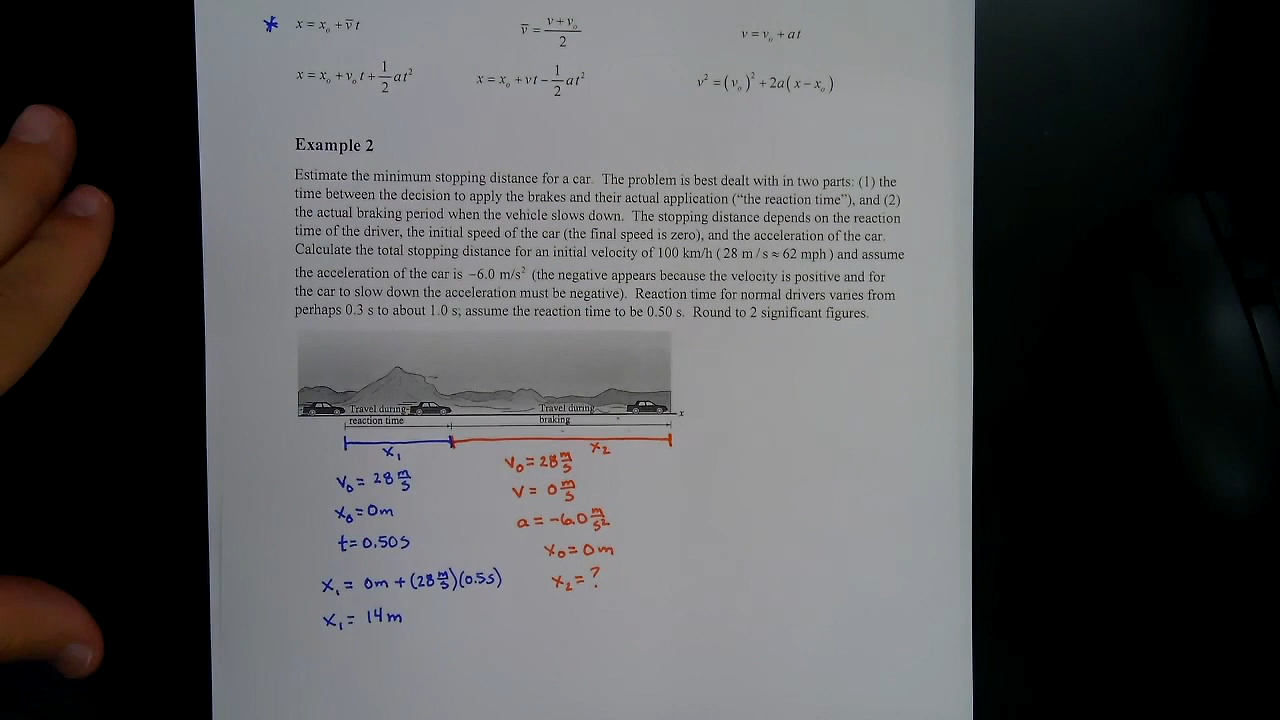 * x = x₀ + v̄t
v̄ = (v + v₀)/2
v = v₀ + at
x = x₀ + v₀t + 1/2 at²
x = x₀ + vt − 1/2 at²
v² = (v₀)² + 2a(x − x₀)
Example 2
Estimate the minimum stopping distance for a car. The problem is best dealt with in two parts: (1) the
time between the decision to apply the brakes and their actual application (“the reaction time”), and (2)
the actual braking period when the vehicle slows down. The stopping distance depends on the reaction
time of the driver, the initial speed of the car (the final speed is zero), and the acceleration of the car.
Calculate the total stopping distance for an initial velocity of 100 km/h ( 28 m / s ≈ 62 mph ) and assume
the acceleration of the car is −6.0 m/s² (the negative appears because the velocity is positive and for
the car to slow down the acceleration must be negative). Reaction time for normal drivers varies from
perhaps 0.3 s to about 1.0 s; assume the reaction time to be 0.50 s. Round to 2 significant figures.
Travel during
reaction time
Travel during
braking
x
x₁
v₀ = 28 m/s
x₀ = 0m
t = 0.50s
x₁ = 0m + (28 m/s)(0.5s)
x₁ = 14m
x₂
v₀ = 28 m/s
v = 0 m/s
a = -6.0 m/s²
x₀ = 0m
x₂ = ?